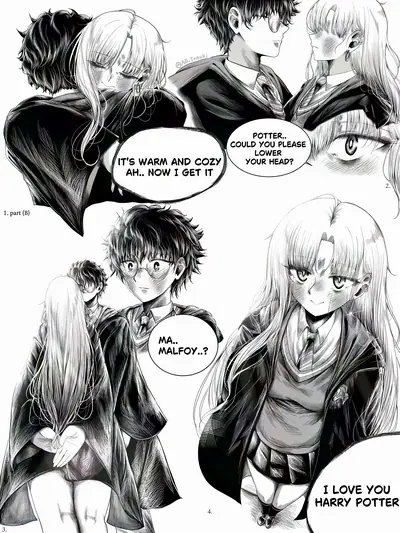 IT'S WARM AND COZY
AH.. NOW I GET IT
1. part (B)
POTTER..
COULD YOU PLEASE
LOWER
YOUR HEAD?
2.
MA..
MALFOY..?
3.
4.
I LOVE YOU
HARRY POTTER